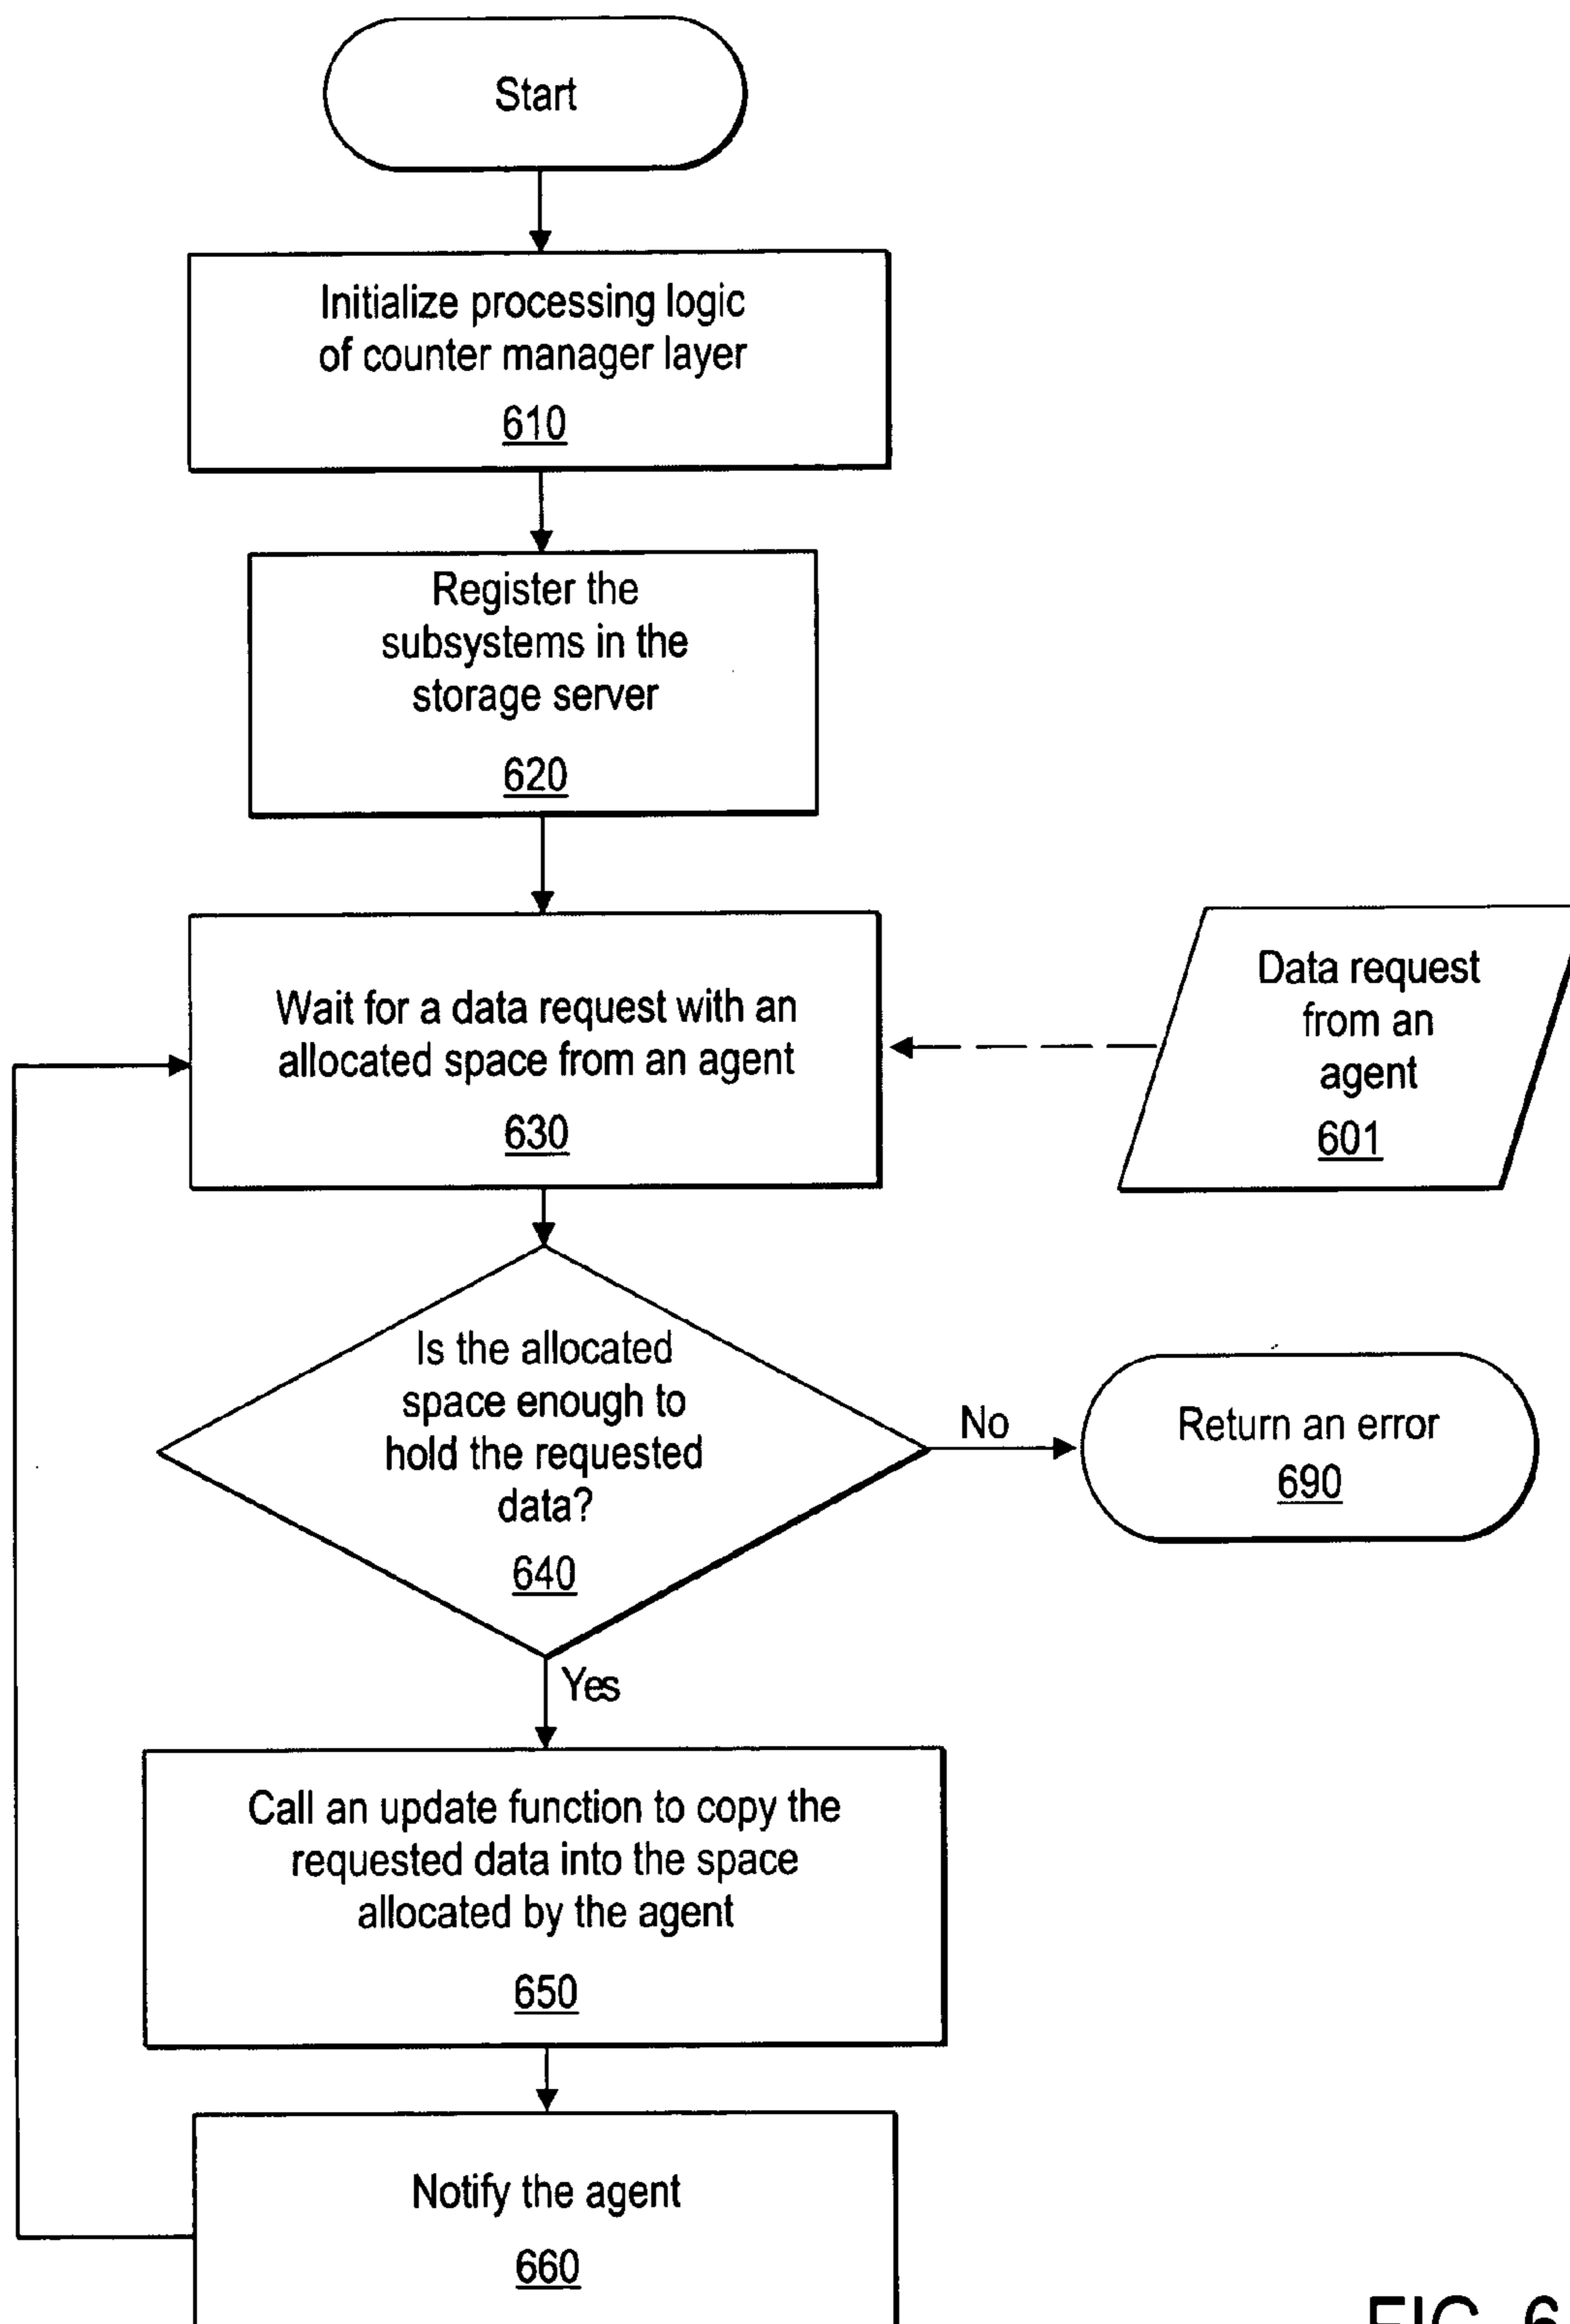 Start
Initialize processing logic
of counter manager layer
610
Register the
subsystems in the
storage server
620
Wait for a data request with an
allocated space from an agent
630
Data request
from an
agent
601
Is the allocated
space enough to
hold the requested
data?
640
No
Return an error
690
Yes
Call an update function to copy the
requested data into the space
allocated by the agent
650
Notify the agent
660
FIG. 6